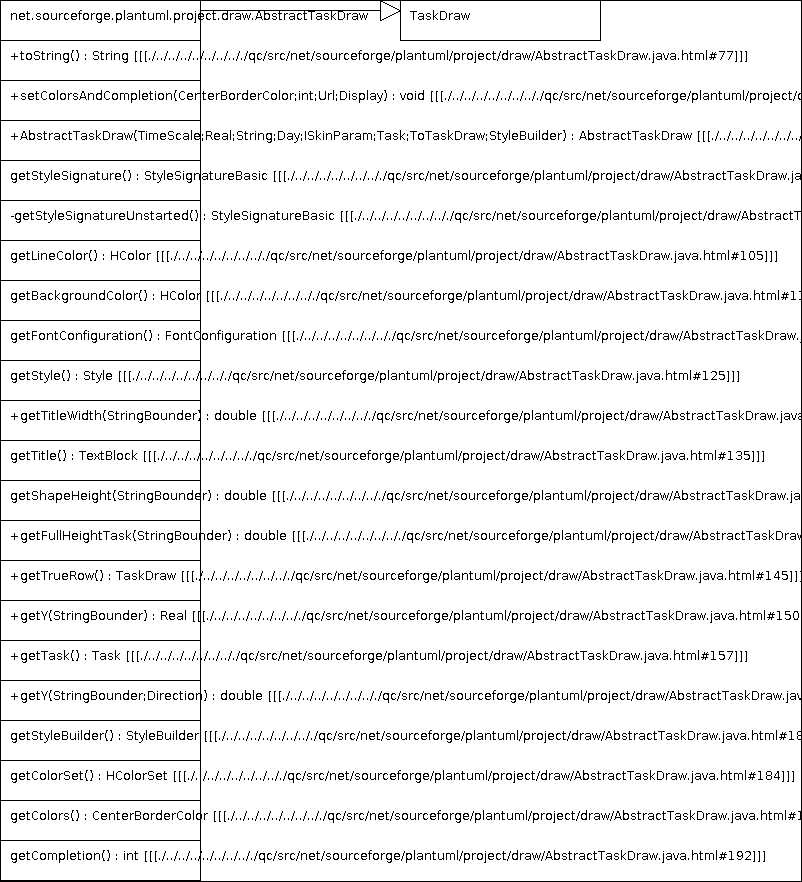 net.sourceforge.plantuml.project.draw.AbstractTaskDraw
TaskDraw
+toString() : String [[[./../../../../../../../qc/src/net/sourceforge/plantuml/project/draw/AbstractTaskDraw.java.html#77]]]
+setColorsAndCompletion(CenterBorderColor;int;Url;Display) : void [[[./../../../../../../../qc/src/net/sourceforge/plantuml/project/d
+AbstractTaskDraw(TimeScale;Real;String;Day;ISkinParam;Task;ToTaskDraw;StyleBuilder) : AbstractTaskDraw [[[./../../../../../../..
getStyleSignature() : StyleSignatureBasic [[[./../../../../../../../qc/src/net/sourceforge/plantuml/project/draw/AbstractTaskDraw.ja
-getStyleSignatureUnstarted() : StyleSignatureBasic [[[./../../../../../../../qc/src/net/sourceforge/plantuml/project/draw/AbstractT
getLineColor() : HColor [[[./../../../../../../../qc/src/net/sourceforge/plantuml/project/draw/AbstractTaskDraw.java.html#105]]]
getBackgroundColor() : HColor [[[./../../../../../../../qc/src/net/sourceforge/plantuml/project/draw/AbstractTaskDraw.java.html#11
getFontConfiguration() : FontConfiguration [[[./../../../../../../../qc/src/net/sourceforge/plantuml/project/draw/AbstractTaskDraw.j
getStyle() : Style [[[./../../../../../../../qc/src/net/sourceforge/plantuml/project/draw/AbstractTaskDraw.java.html#125]]]
+getTitleWidth(StringBounder) : double [[[./../../../../../../../qc/src/net/sourceforge/plantuml/project/draw/AbstractTaskDraw.java
getTitle() : TextBlock [[[./../../../../../../../qc/src/net/sourceforge/plantuml/project/draw/AbstractTaskDraw.java.html#135]]]
getShapeHeight(StringBounder) : double [[[./../../../../../../../qc/src/net/sourceforge/plantuml/project/draw/AbstractTaskDraw.ja
+getFullHeightTask(StringBounder) : double [[[./../../../../../../../qc/src/net/sourceforge/plantuml/project/draw/AbstractTaskDraw
+getTrueRow() : TaskDraw [[[./../../../../../../../qc/src/net/sourceforge/plantuml/project/draw/AbstractTaskDraw.java.html#145]]]
+getY(StringBounder) : Real [[[./../../../../../../../qc/src/net/sourceforge/plantuml/project/draw/AbstractTaskDraw.java.html#150
+getTask() : Task [[[./../../../../../../../qc/src/net/sourceforge/plantuml/project/draw/AbstractTaskDraw.java.html#157]]]
+getY(StringBounder;Direction) : double [[[./../../../../../../../qc/src/net/sourceforge/plantuml/project/draw/AbstractTaskDraw.jav
getStyleBuilder() : StyleBuilder [[[./../../../../../../../qc/src/net/sourceforge/plantuml/project/draw/AbstractTaskDraw.java.html#18
getColorSet() : HColorSet [[[./../../../../../../../qc/src/net/sourceforge/plantuml/project/draw/AbstractTaskDraw.java.html#184]]]
getColors() : CenterBorderColor [[[./../../../../../../../qc/src/net/sourceforge/plantuml/project/draw/AbstractTaskDraw.java.html#1
getCompletion() : int [[[./../../../../../../../qc/src/net/sourceforge/plantuml/project/draw/AbstractTaskDraw.java.html#192]]]